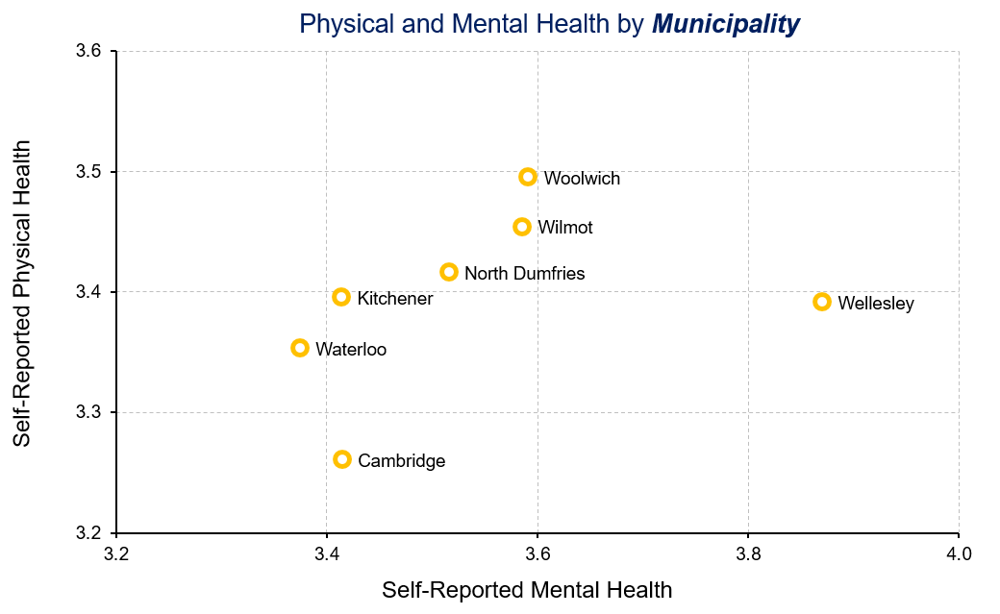 Physical and Mental Health by Municipality
3.6
3.5
3.4
3.3
3.2
Self-Reported Physical Health
Woolwich
Wilmot
North Dumfries
Kitchener
Wellesley
Waterloo
Cambridge
3.2 3.4 3.6 3.8 4.0
Self-Reported Mental Health